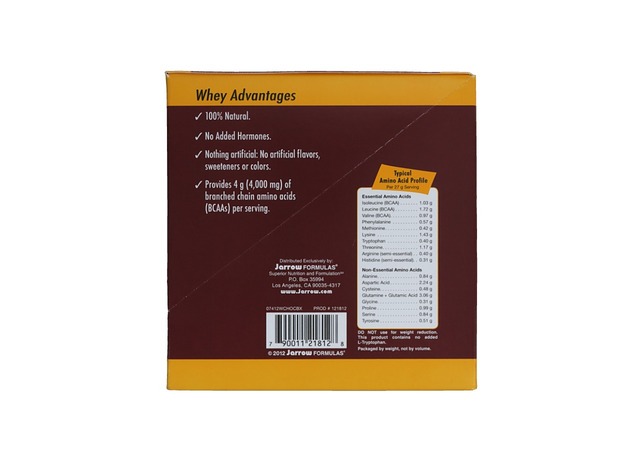 Whey Advantages
✓ 100% Natural.
✓ No Added Hormones.
✓ Nothing artificial: No artificial flavors,
sweeteners or colors.
✓ Provides 4 g (4,000 mg) of
branched chain amino acids
(BCAAs) per serving.
Typical
Amino Acid Profile
Per 27 g Serving
Essential Amino Acids
Isoleucine (BCAA) ........ 1.03 g
Leucine (BCAA) ........ 1.72 g
Valine (BCAA) ........ 0.97 g
Phenylalanine ........ 0.57 g
Methionine ........ 0.42 g
Lysine ........ 1.43 g
Tryptophan ........ 0.40 g
Threonine ........ 1.17 g
Arginine (semi-essential) .. 0.40 g
Histidine (semi-essential) .. 0.31 g
Non-Essential Amino Acids
Alanine ........ 0.84 g
Aspartic Acid ........ 2.24 g
Cysteine ........ 0.48 g
Glutamine + Glutamic Acid 3.06 g
Glycine ........ 0.31 g
Proline ........ 0.99 g
Serine ........ 0.84 g
Tyrosine ........ 0.51 g
DO NOT use for weight reduction.
This product contains no added
L-Tryptophan.
Packaged by weight, not by volume.
Distributed Exclusively by:
Jarrow FORMULAS®
Superior Nutrition and Formulation℠
P.O. Box 35994
Los Angeles, CA 90035-4317
www.Jarrow.com
07412WCHOCBX PROD # 121812
7 90011 21812 8
© 2012 Jarrow FORMULAS®